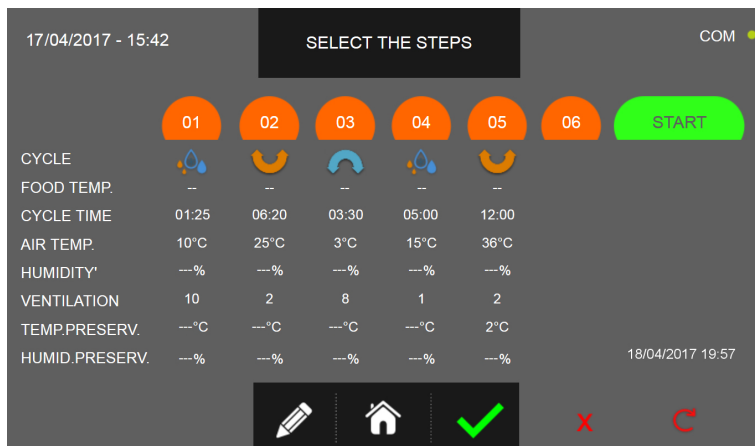 17/04/2017 - 15:42 SELECT THE STEPS COM
01 02 03 04 05 06 START
CYCLE
FOOD TEMP. -- -- -- -- --
CYCLE TIME 01:25 06:20 03:30 05:00 12:00
AIR TEMP. 10°C 25°C 3°C 15°C 36°C
HUMIDITY' ---% ---% ---% ---% ---%
VENTILATION 10 2 8 1 2
TEMP.PRESERV. ---°C ---°C ---°C ---°C 2°C
HUMID.PRESERV. ---% ---% ---% ---% ---% 18/04/2017 19:57
X